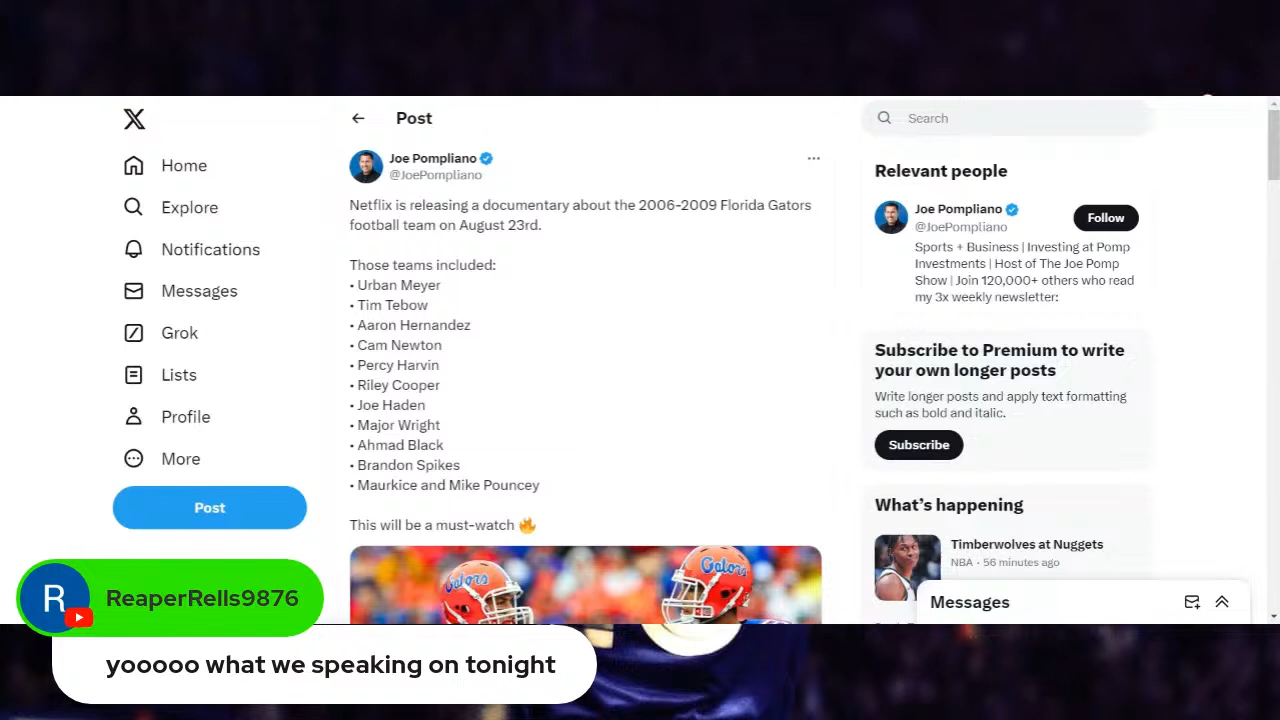 Home
Explore
Notifications
Messages
Grok
Lists
Profile
More
Post
Post
Joe Pompliano
@JoePompliano
Netflix is releasing a documentary about the 2006-2009 Florida Gators
football team on August 23rd.
Those teams included:
• Urban Meyer
• Tim Tebow
• Aaron Hernandez
• Cam Newton
• Percy Harvin
• Riley Cooper
• Joe Haden
• Major Wright
• Ahmad Black
• Brandon Spikes
• Maurkice and Mike Pouncey
This will be a must-watch 🔥
Gators
Gators
Search
Relevant people
Joe Pompliano
@JoePompliano
Follow
Sports + Business | Investing at Pomp
Investments | Host of The Joe Pomp
Show | Join 120,000+ others who read
my 3x weekly newsletter:
Subscribe to Premium to write
your own longer posts
Write longer posts and apply text formatting
such as bold and italic.
Subscribe
What's happening
Timberwolves at Nuggets
NBA · 56 minutes ago
Messages
R
ReaperRells9876
yooooo what we speaking on tonight